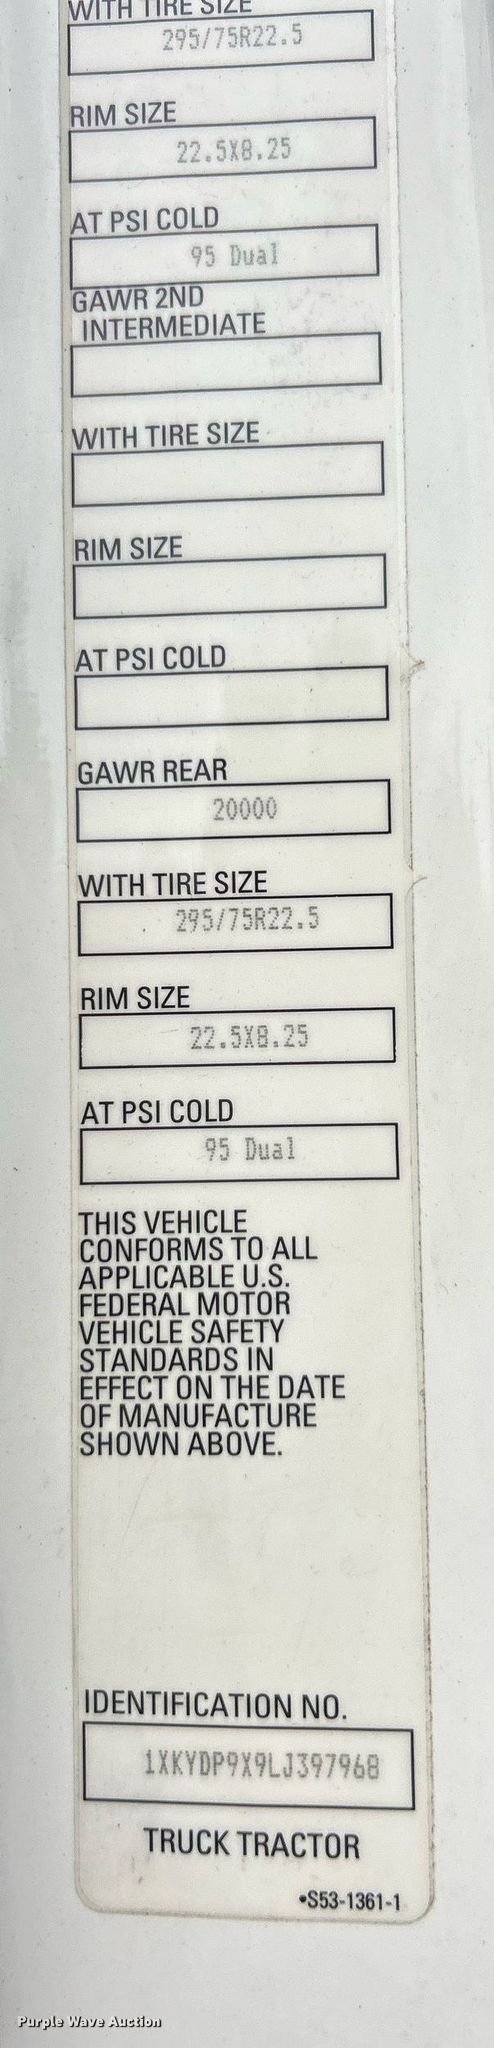 WITH TIRE SIZE
295/75R22.5
RIM SIZE
22.5X8.25
AT PSI COLD
95 Dual
GAWR 2ND
INTERMEDIATE
WITH TIRE SIZE
RIM SIZE
AT PSI COLD
GAWR REAR
20000
WITH TIRE SIZE
295/75R22.5
RIM SIZE
22.5X8.25
AT PSI COLD
95 Dual
THIS VEHICLE
CONFORMS TO ALL
APPLICABLE U.S.
FEDERAL MOTOR
VEHICLE SAFETY
STANDARDS IN
EFFECT ON THE DATE
OF MANUFACTURE
SHOWN ABOVE.
IDENTIFICATION NO.
1XKYDP9X9LJ397968
TRUCK TRACTOR
•S53-1361-1
Purple Wave Auction